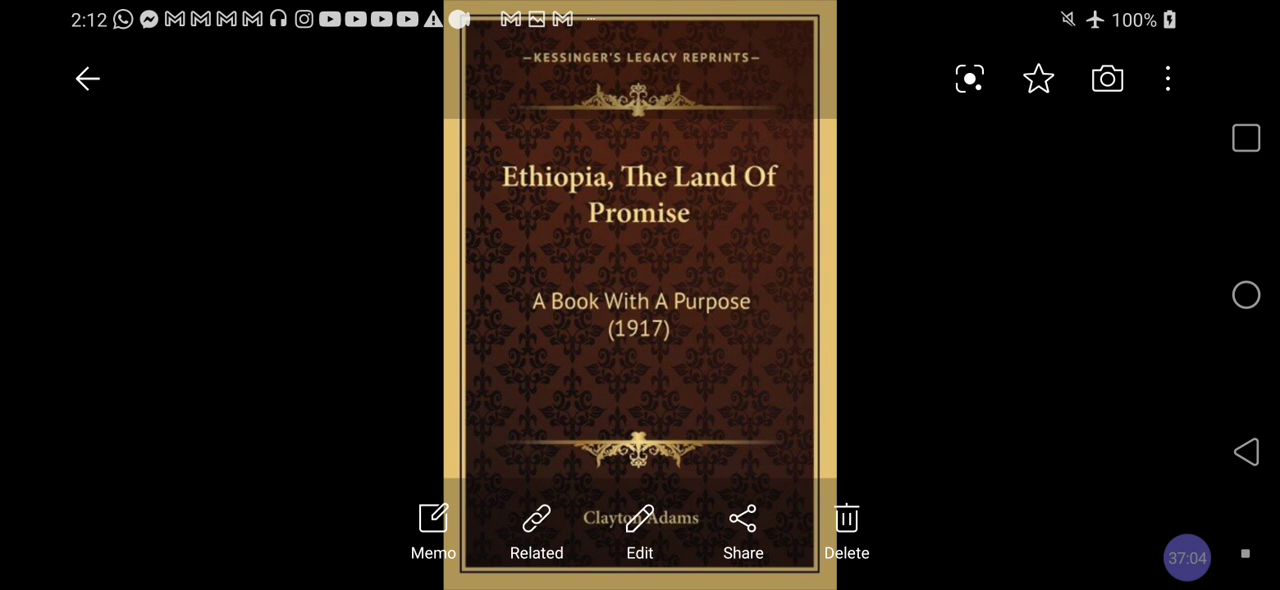 2:12
100%
–KESSINGER'S LEGACY REPRINTS–
Ethiopia, The Land Of
Promise
A Book With A Purpose
(1917)
Clayton Adams
Memo
Related
Edit
Share
Delete
37:04